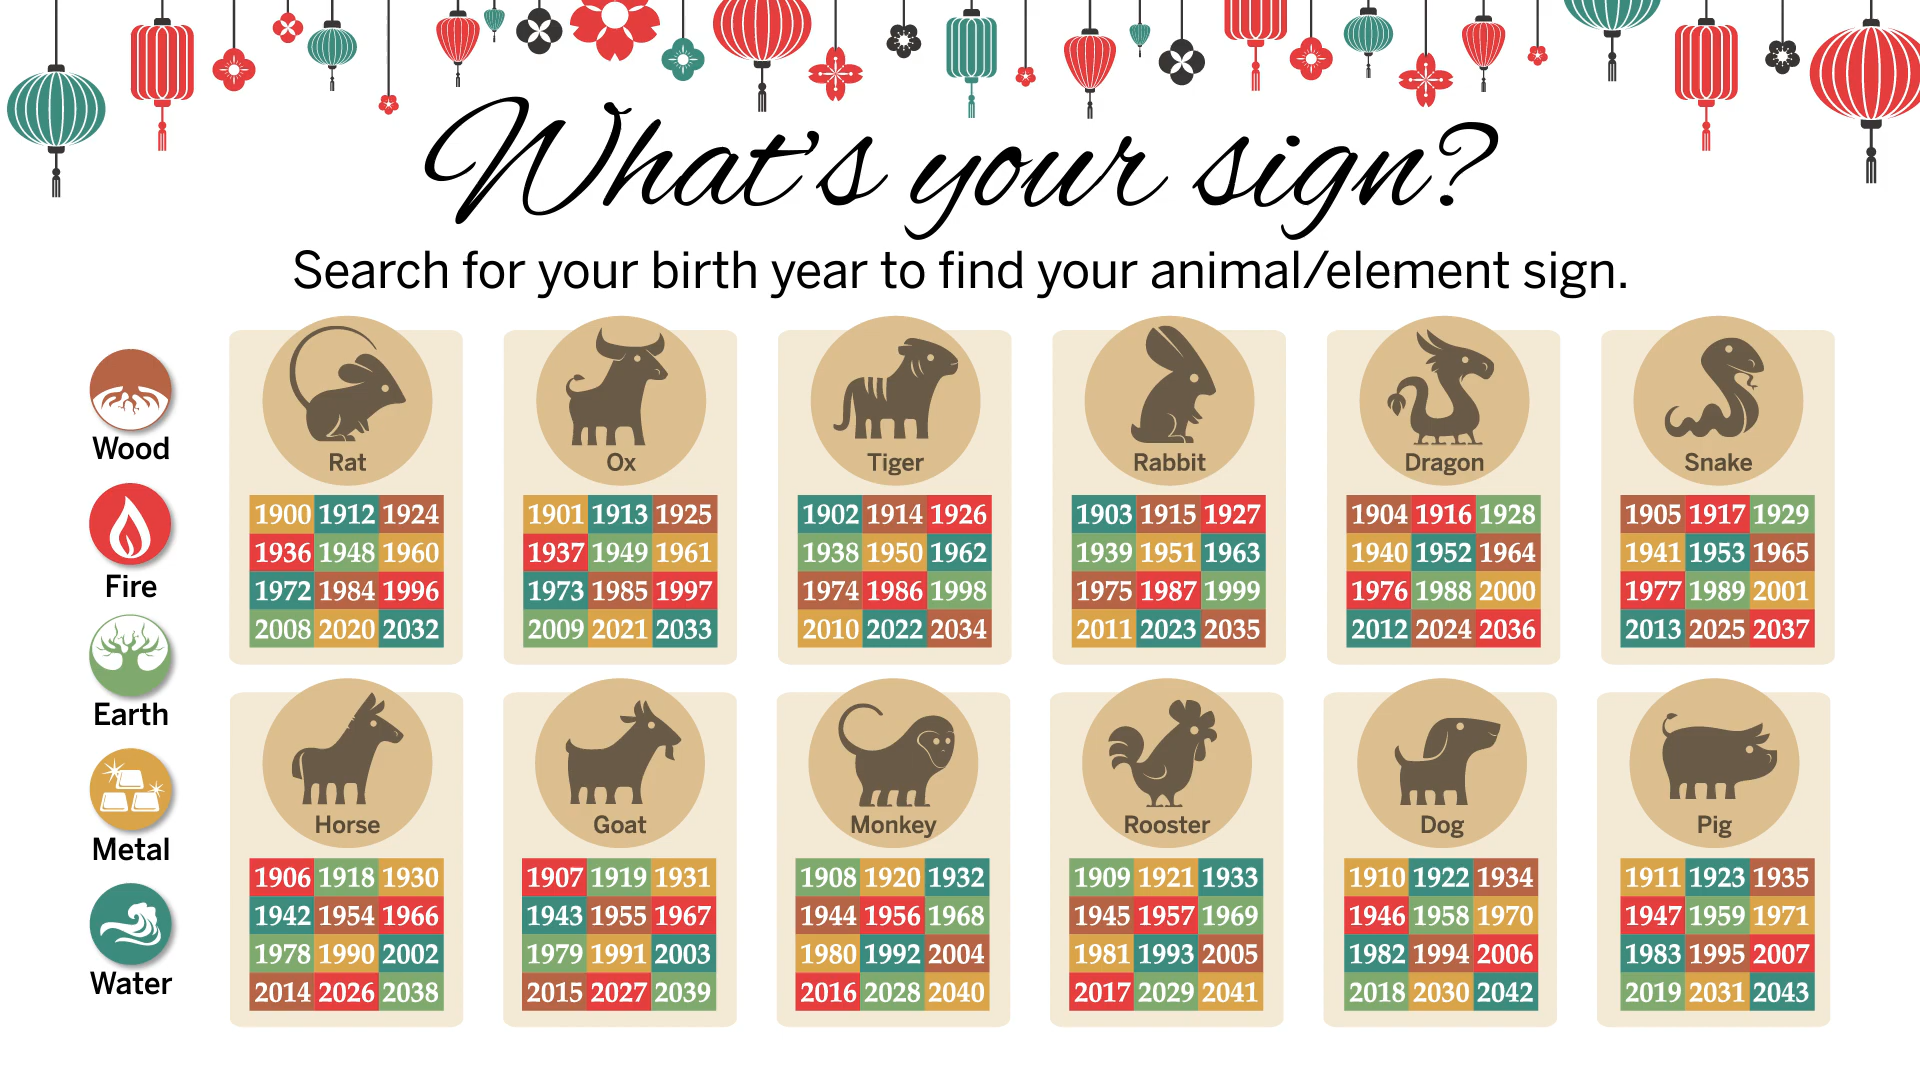 What's your sign?
Search for your birth year to find your animal/element sign.
Wood
Fire
Earth
Metal
Water
Rat
1900 1912 1924
1936 1948 1960
1972 1984 1996
2008 2020 2032
Ox
1901 1913 1925
1937 1949 1961
1973 1985 1997
2009 2021 2033
Tiger
1902 1914 1926
1938 1950 1962
1974 1986 1998
2010 2022 2034
Rabbit
1903 1915 1927
1939 1951 1963
1975 1987 1999
2011 2023 2035
Dragon
1904 1916 1928
1940 1952 1964
1976 1988 2000
2012 2024 2036
Snake
1905 1917 1929
1941 1953 1965
1977 1989 2001
2013 2025 2037
Horse
1906 1918 1930
1942 1954 1966
1978 1990 2002
2014 2026 2038
Goat
1907 1919 1931
1943 1955 1967
1979 1991 2003
2015 2027 2039
Monkey
1908 1920 1932
1944 1956 1968
1980 1992 2004
2016 2028 2040
Rooster
1909 1921 1933
1945 1957 1969
1981 1993 2005
2017 2029 2041
Dog
1910 1922 1934
1946 1958 1970
1982 1994 2006
2018 2030 2042
Pig
1911 1923 1935
1947 1959 1971
1983 1995 2007
2019 2031 2043